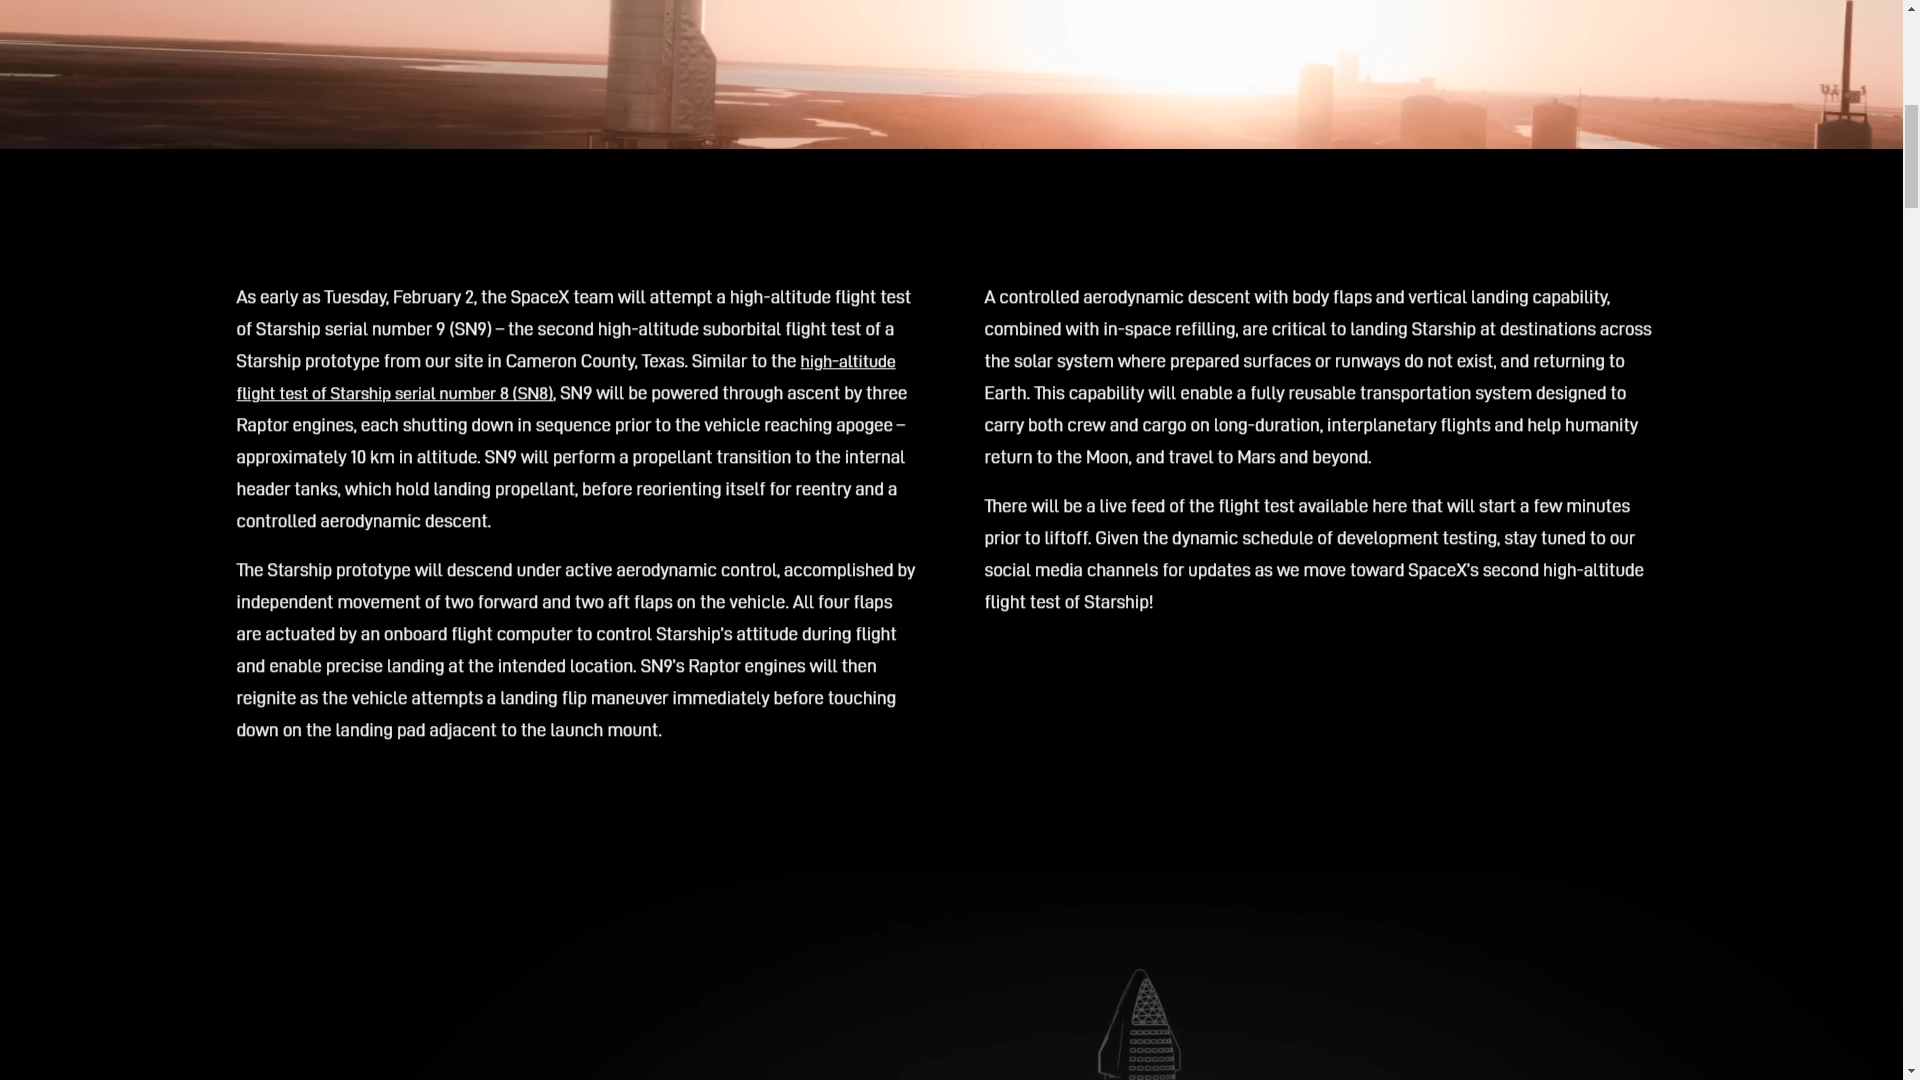 As early as Tuesday, February 2, the SpaceX team will attempt a high-altitude flight test
of Starship serial number 9 (SN9) – the second high-altitude suborbital flight test of a
Starship prototype from our site in Cameron County, Texas. Similar to the high-altitude
flight test of Starship serial number 8 (SN8), SN9 will be powered through ascent by three
Raptor engines, each shutting down in sequence prior to the vehicle reaching apogee –
approximately 10 km in altitude. SN9 will perform a propellant transition to the internal
header tanks, which hold landing propellant, before reorienting itself for reentry and a
controlled aerodynamic descent.
The Starship prototype will descend under active aerodynamic control, accomplished by
independent movement of two forward and two aft flaps on the vehicle. All four flaps
are actuated by an onboard flight computer to control Starship's attitude during flight
and enable precise landing at the intended location. SN9's Raptor engines will then
reignite as the vehicle attempts a landing flip maneuver immediately before touching
down on the landing pad adjacent to the launch mount.
A controlled aerodynamic descent with body flaps and vertical landing capability,
combined with in-space refilling, are critical to landing Starship at destinations across
the solar system where prepared surfaces or runways do not exist, and returning to
Earth. This capability will enable a fully reusable transportation system designed to
carry both crew and cargo on long-duration, interplanetary flights and help humanity
return to the Moon, and travel to Mars and beyond.
There will be a live feed of the flight test available here that will start a few minutes
prior to liftoff. Given the dynamic schedule of development testing, stay tuned to our
social media channels for updates as we move toward SpaceX's second high-altitude
flight test of Starship!